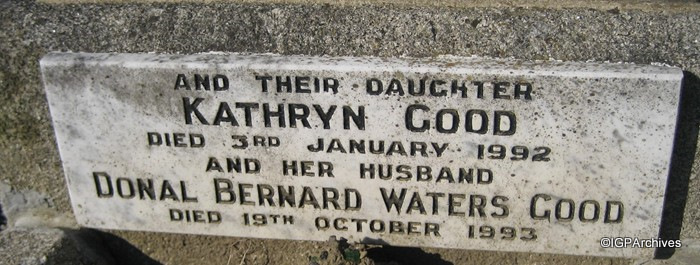 AND THEIR DAUGHTER
KATHRYN GOOD
DIED 3RD JANUARY 1992
AND HER HUSBAND
DONAL BERNARD WATERS GOOD
DIED 19TH OCTOBER 1993
©IGPArchives